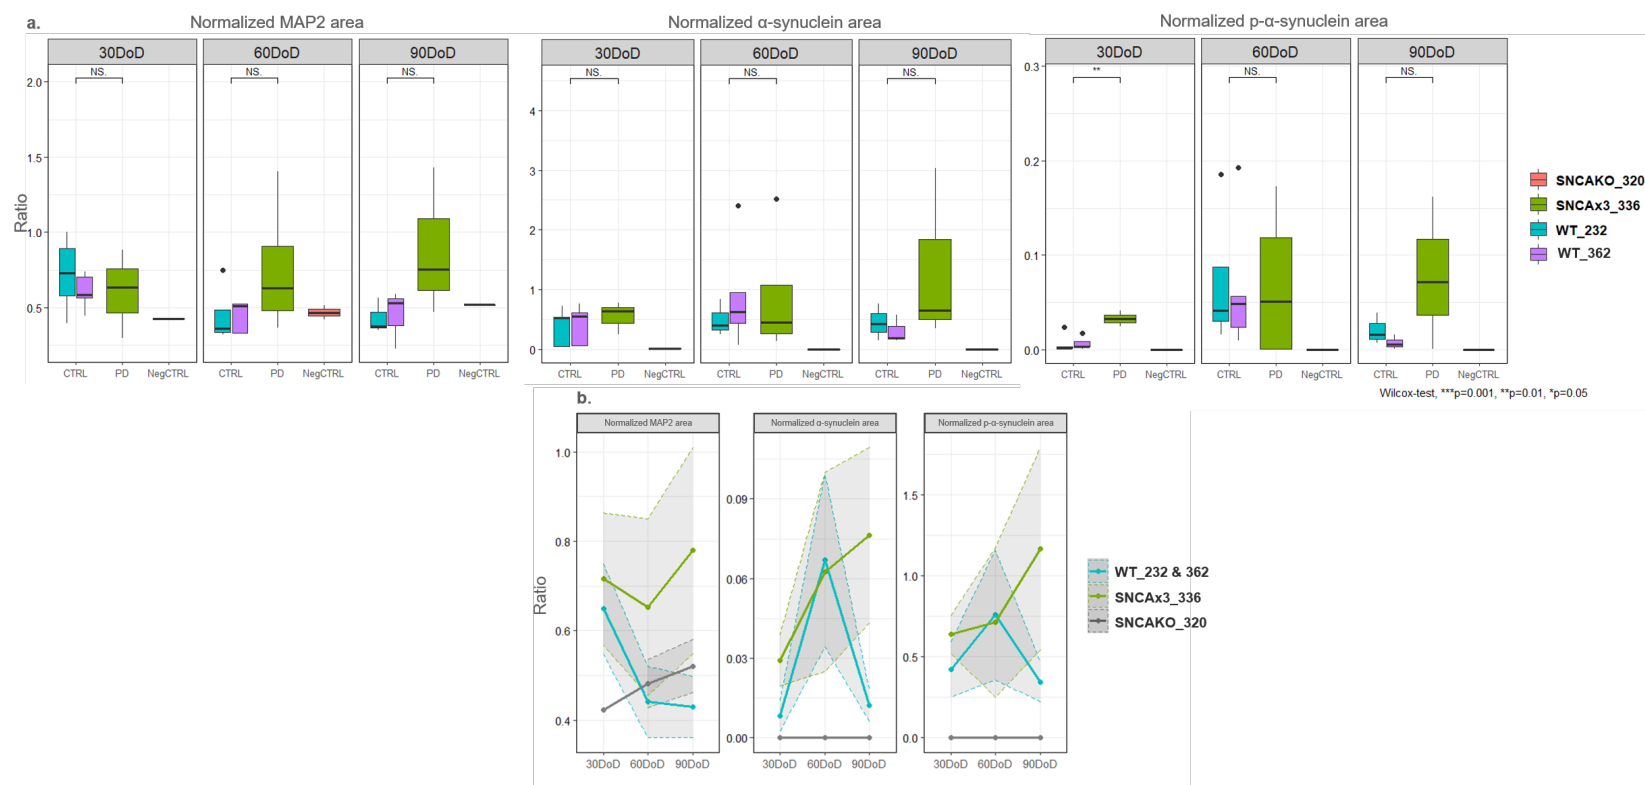 a.
Normalized MAP2 area
Normalized α-synuclein area
Normalized p-α-synuclein area
30DoD
60DoD
90DoD
30DoD
60DoD
90DoD
30DoD
60DoD
90DoD
NS.
NS.
NS.
NS.
NS.
NS.
**
NS.
NS.
Ratio
2.0
1.5
1.0
0.5
4
3
2
1
0
0.3
0.2
0.1
0.0
CTRL PD NegCTRL
CTRL PD NegCTRL
CTRL PD NegCTRL
CTRL PD NegCTRL
CTRL PD NegCTRL
CTRL PD NegCTRL
CTRL PD NegCTRL
CTRL PD NegCTRL
CTRL PD NegCTRL
SNCAKO_320
SNCAx3_336
WT_232
WT_362
Wilcox-test, ***p=0.001, **p=0.01, *p=0.05
b.
Normalized MAP2 area
Normalized α-synuclein area
Normalized p-α-synuclein area
Ratio
1.0
0.8
0.6
0.4
0.09
0.06
0.03
0.00
1.5
1.0
0.5
0.0
30DoD 60DoD 90DoD
30DoD 60DoD 90DoD
30DoD 60DoD 90DoD
WT_232 & 362
SNCAx3_336
SNCAKO_320